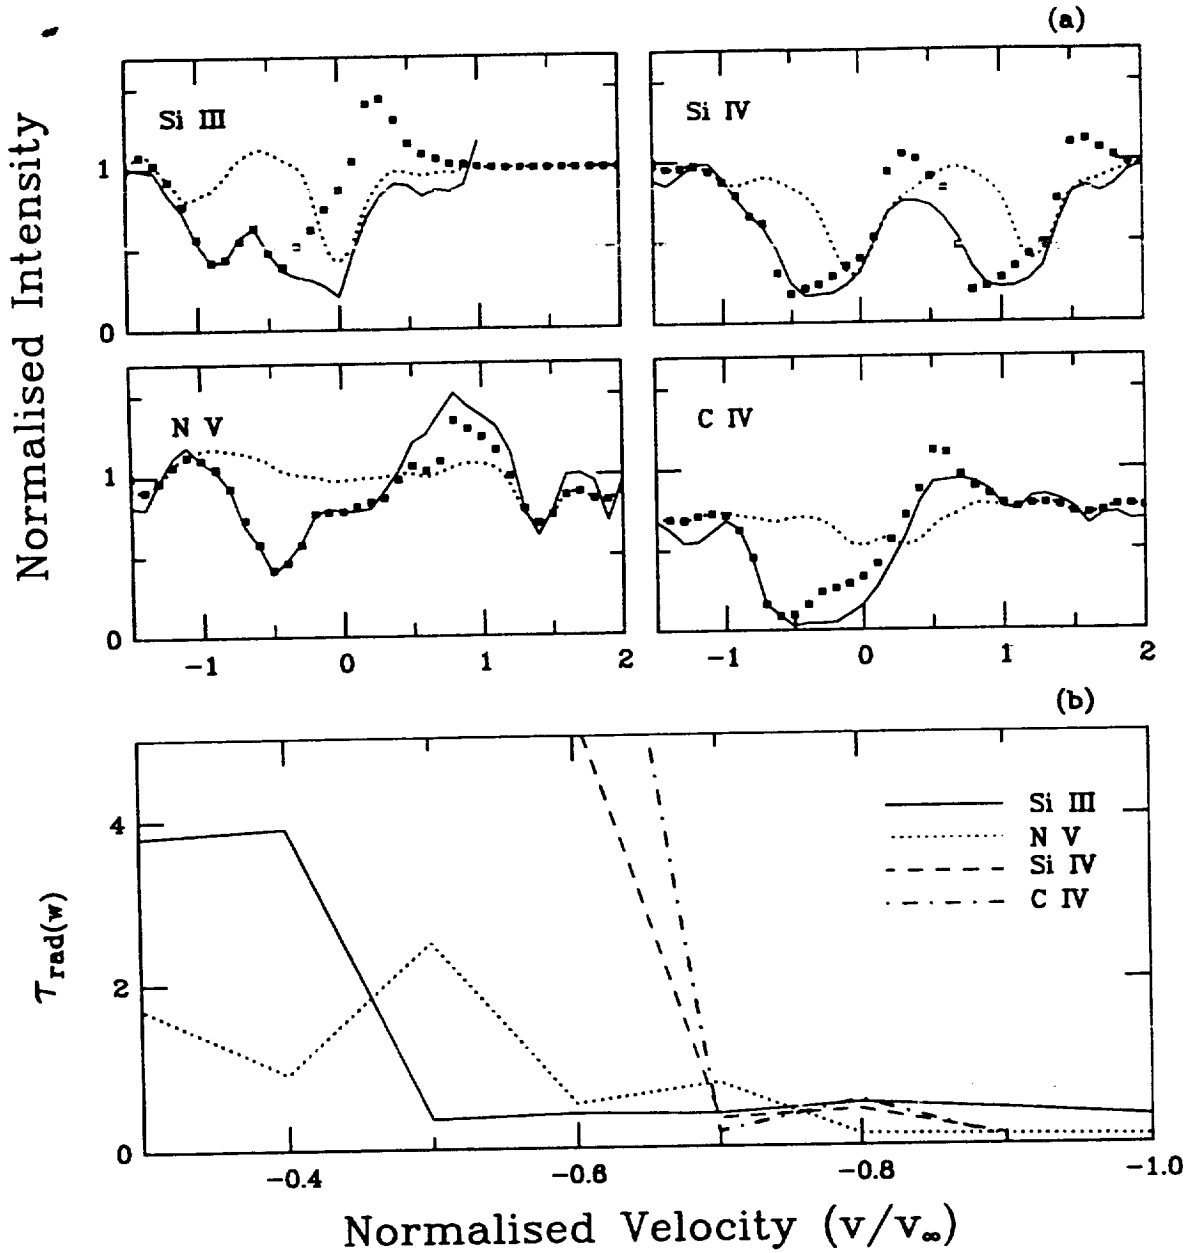 (a)
Normalised Intensity
Si III
Si IV
1
0
N V
C IV
1
0
-1
0
1
2
-1
0
1
2
(b)
τrad(w)
4
2
0
Si III
N V
Si IV
C IV
-0.4
-0.6
-0.8
-1.0
Normalised Velocity (v/v∞)